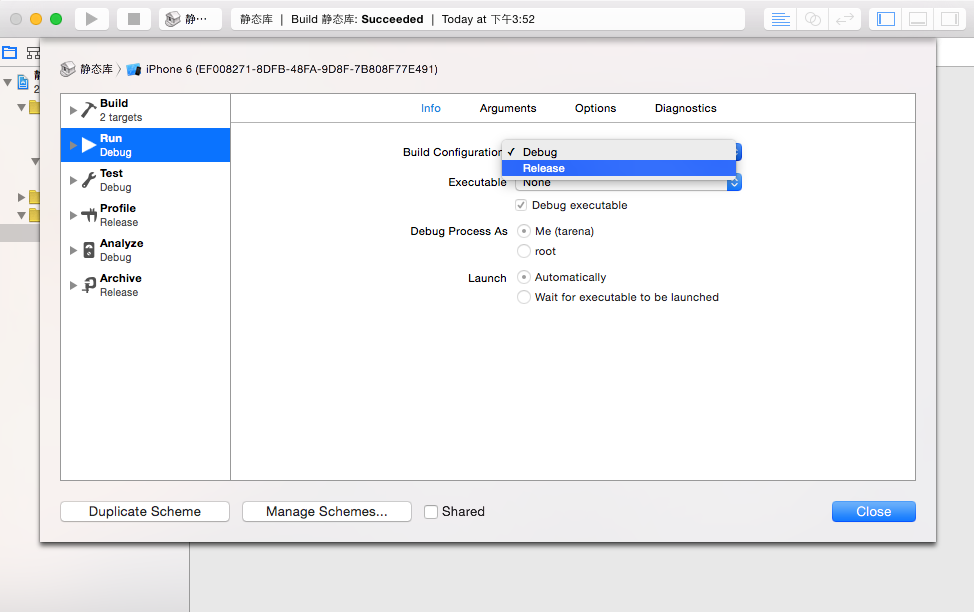 静···
静态库 | Build 静态库: Succeeded | Today at 下午3:52
静
2
静态库 〉 iPhone 6 (EF008271-8DFB-48FA-9D8F-7B808F77E491)
Build
2 targets
Run
Debug
Test
Debug
Profile
Release
Analyze
Debug
Archive
Release
Info Arguments Options Diagnostics
Build Configuration ✓ Debug
Release
Executable None
Debug executable
Debug Process As Me (tarena)
root
Launch Automatically
Wait for executable to be launched
Duplicate Scheme Manage Schemes... Shared Close